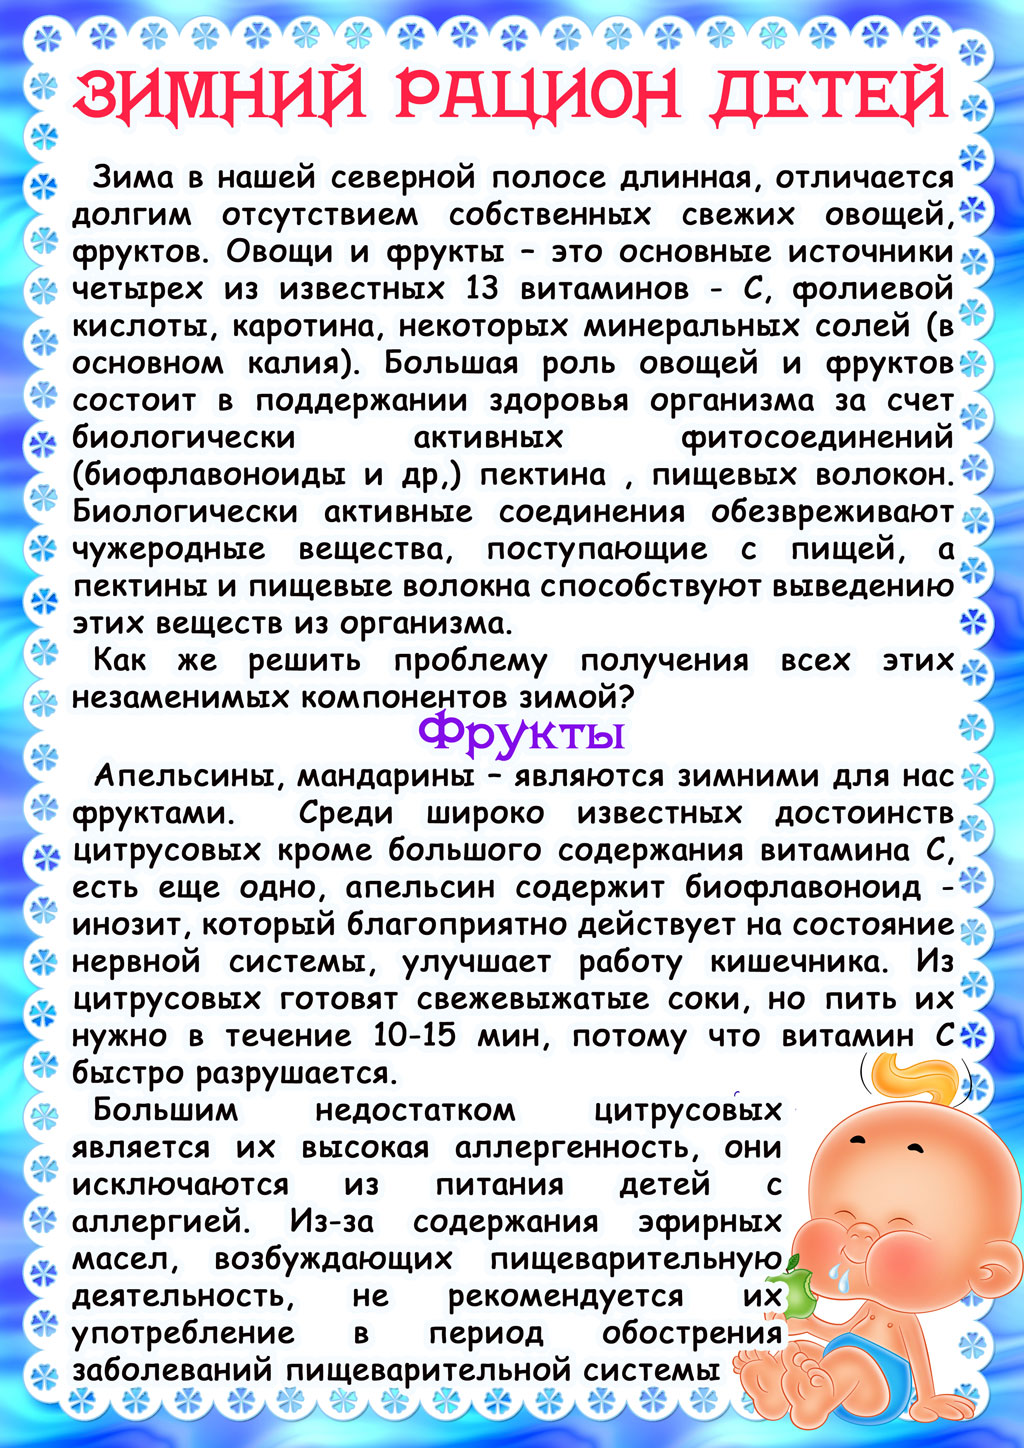 ЗИМНИЙ РАЦИОН ДЕТЕЙ
Зима в нашей северной полосе длинная, отличается
долгим отсутствием собственных свежих овощей,
фруктов. Овощи и фрукты – это основные источники
четырех из известных 13 витаминов - С, фолиевой
кислоты, каротина, некоторых минеральных солей (в
основном калия). Большая роль овощей и фруктов
состоит в поддержании здоровья организма за счет
биологически активных фитосоединений
(биофлавоноиды и др,) пектина , пищевых волокон.
Биологически активные соединения обезвреживают
чужеродные вещества, поступающие с пищей, а
пектины и пищевые волокна способствуют выведению
этих веществ из организма.
Как же решить проблему получения всех этих
незаменимых компонентов зимой?
Фрукты
Апельсины, мандарины – являются зимними для нас
фруктами. Среди широко известных достоинств
цитрусовых кроме большого содержания витамина С,
есть еще одно, апельсин содержит биофлавоноид -
инозит, который благоприятно действует на состояние
нервной системы, улучшает работу кишечника. Из
цитрусовых готовят свежевыжатые соки, но пить их
нужно в течение 10-15 мин, потому что витамин С
быстро разрушается.
Большим недостатком цитрусовых
является их высокая аллергенность, они
исключаются из питания детей с
аллергией. Из-за содержания эфирных
масел, возбуждающих пищеварительную
деятельность, не рекомендуется их
употребление в период обострения
заболеваний пищеварительной системы